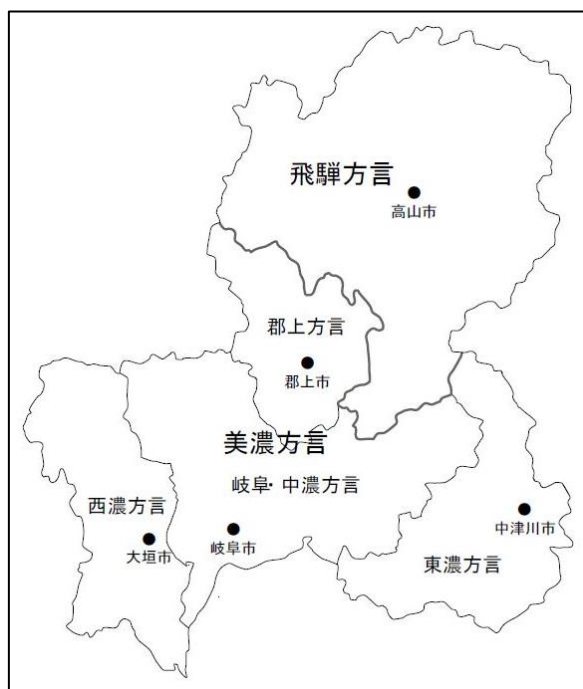 飛騨方言
高山市
郡上方言
郡上市
美濃方言
岐阜・中濃方言
西濃方言
大垣市
岐阜市
中津川市
東濃方言